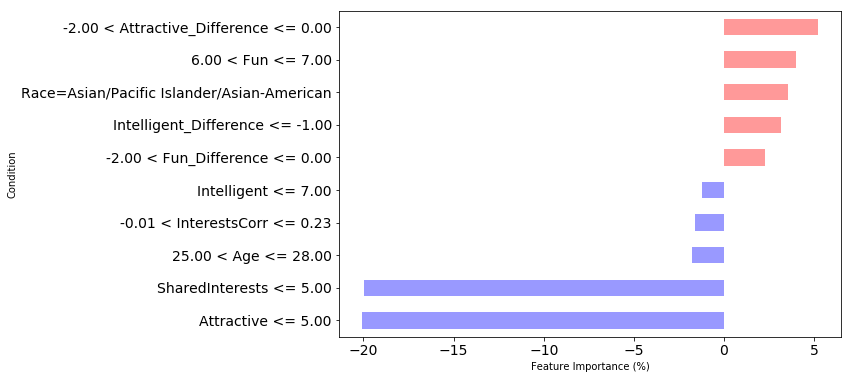 -2.00 < Attractive_Difference <= 0.00
6.00 < Fun <= 7.00
Race=Asian/Pacific Islander/Asian-American
Intelligent_Difference <= -1.00
-2.00 < Fun_Difference <= 0.00
Intelligent <= 7.00
-0.01 < InterestsCorr <= 0.23
25.00 < Age <= 28.00
SharedInterests <= 5.00
Attractive <= 5.00
Condition
−20 −15 −10 −5 0 5
Feature Importance (%)